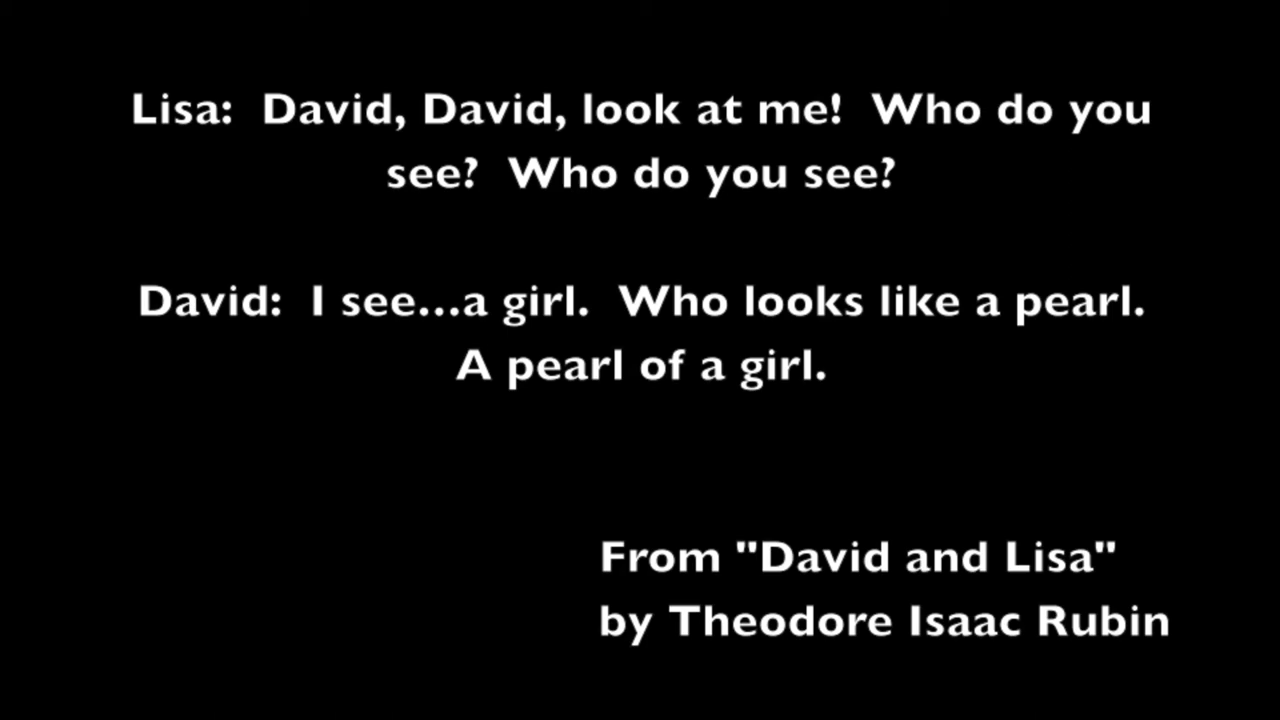 Lisa:  David, David, look at me!  Who do you
see?  Who do you see?
David:  I see...a girl.  Who looks like a pearl.
A pearl of a girl.
From "David and Lisa"
by Theodore Isaac Rubin